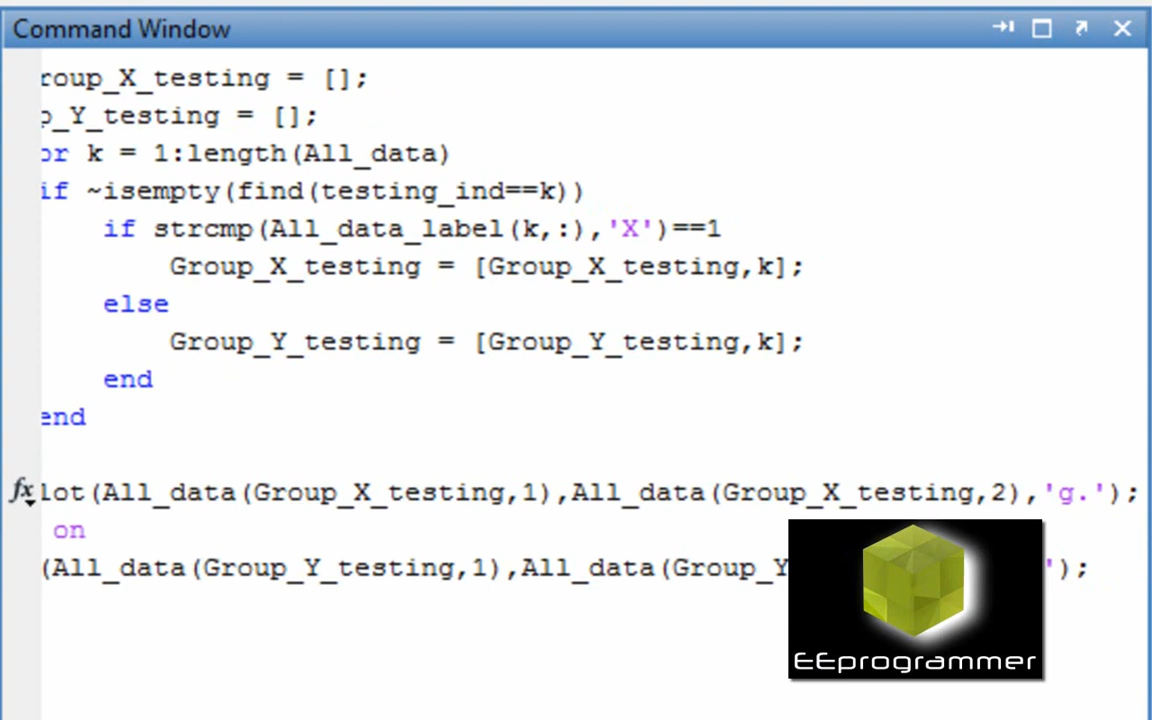 Command Window
roup_X_testing = [];
p_Y_testing = [];
or k = 1:length(All_data)
if ~isempty(find(testing_ind==k))
if strcmp(All_data_label(k,:),'X')==1
Group_X_testing = [Group_X_testing,k];
else
Group_Y_testing = [Group_Y_testing,k];
end
end
fx lot(All_data(Group_X_testing,1),All_data(Group_X_testing,2),'g.');
on
(All_data(Group_Y_testing,1),All_data(Group_Y ');
EEprogrammer